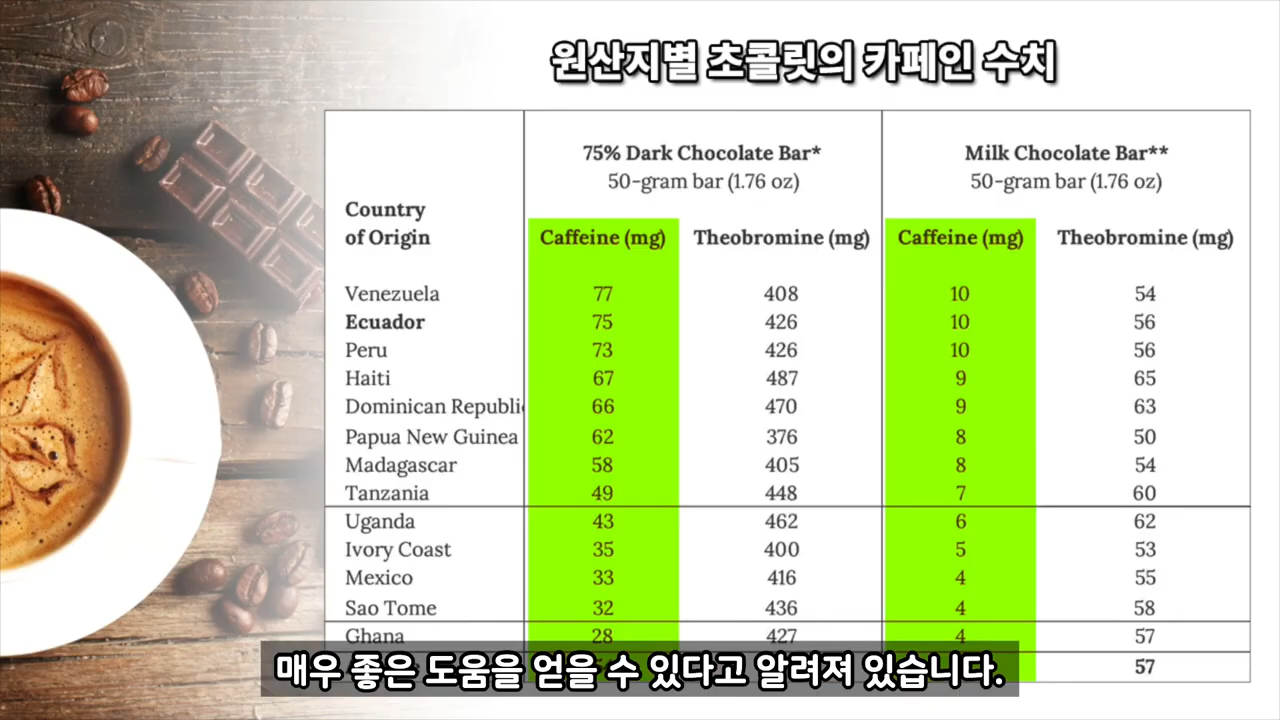 원산지별 초콜릿의 카페인 수치
75% Dark Chocolate Bar* Milk Chocolate Bar**
50-gram bar (1.76 oz) 50-gram bar (1.76 oz)
Country
of Origin Caffeine (mg) Theobromine (mg) Caffeine (mg) Theobromine (mg)
Venezuela 77 408 10 54
Ecuador 75 426 10 56
Peru 73 426 10 56
Haiti 67 487 9 65
Dominican Republic 66 470 9 63
Papua New Guinea 62 376 8 50
Madagascar 58 405 8 54
Tanzania 49 448 7 60
Uganda 43 462 6 62
Ivory Coast 35 400 5 53
Mexico 33 416 4 55
Sao Tome 32 436 4 58
Ghana 28 427 4 57
57
매우 좋은 도움을 얻을 수 있다고 알려져 있습니다.